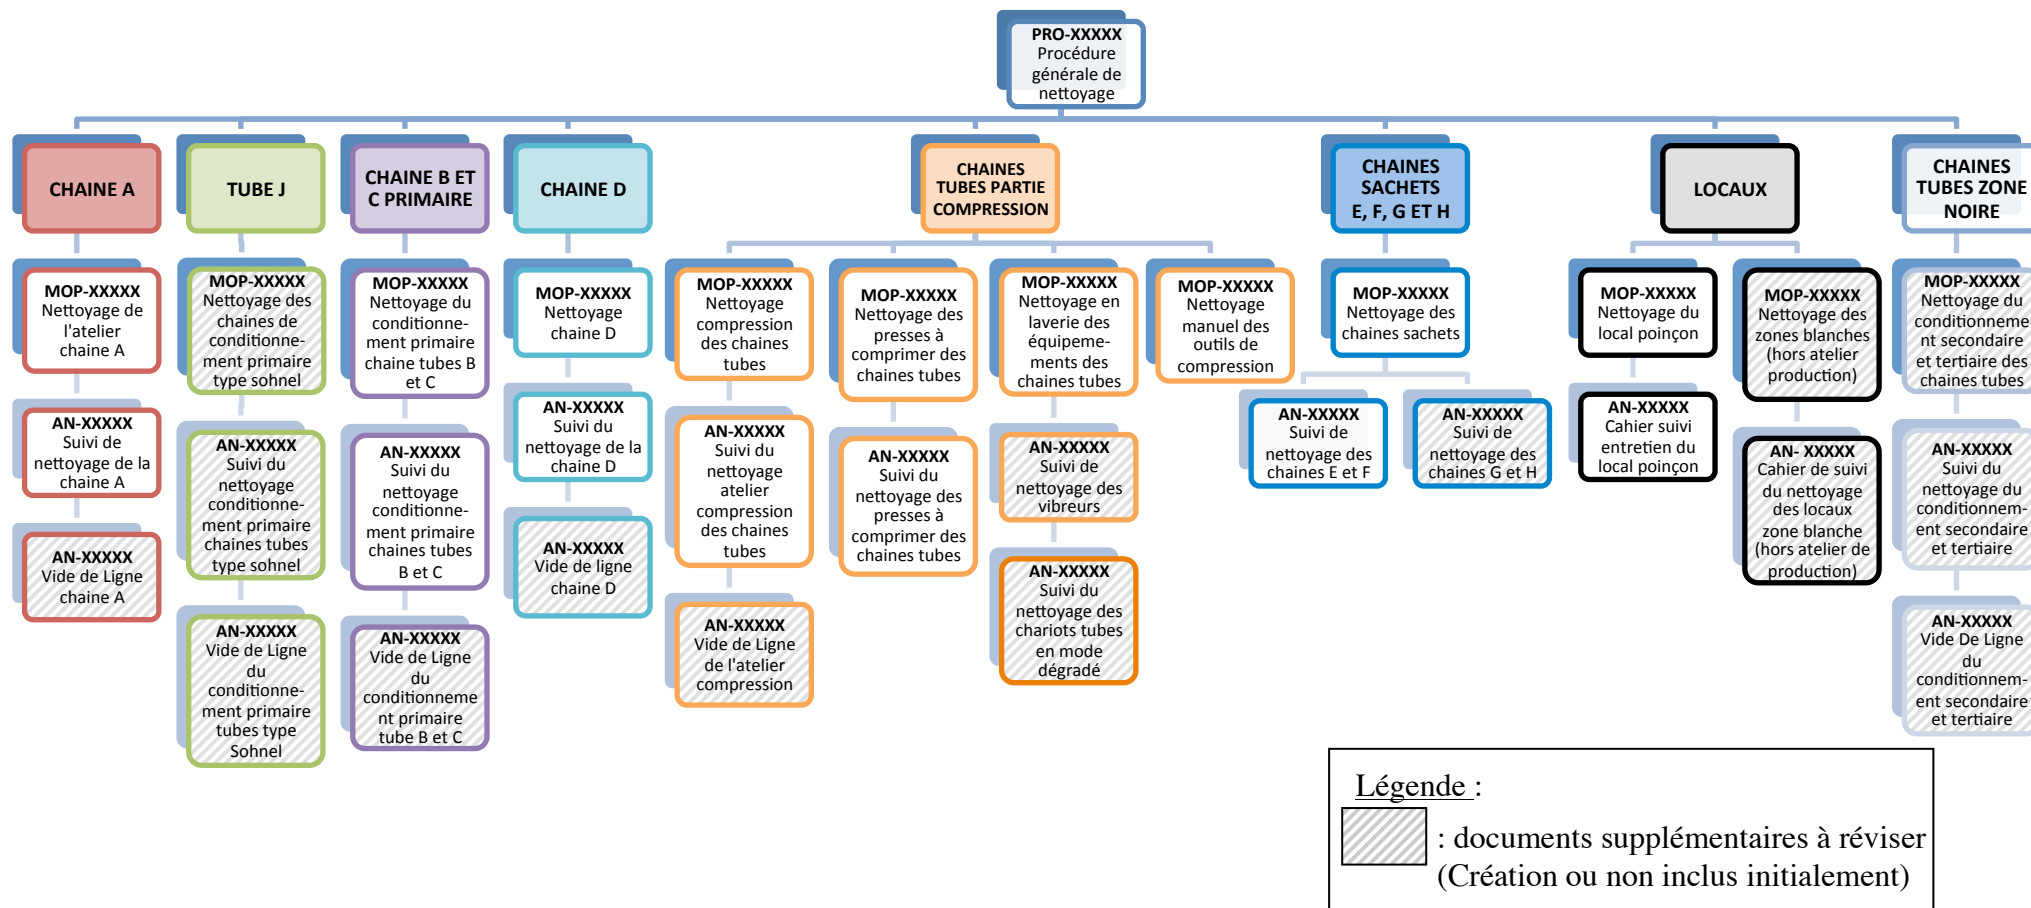 PRO-XXXXX
Procédure
générale de
nettoyage
CHAINE A
TUBE J
CHAINE B ET
C PRIMAIRE
CHAINE D
CHAINES
TUBES PARTIE
COMPRESSION
CHAINES
SACHETS
E, F, G ET H
LOCAUX
CHAINES
TUBES ZONE
NOIRE
MOP-XXXXX
Nettoyage de
l'atelier
chaine A
AN-XXXXX
Suivi de
nettoyage de la
chaine A
AN-XXXXX
Vide de Ligne
chaine A
MOP-XXXXX
Nettoyage des
chaines de
conditionne-
ment primaire
type sohnel
AN-XXXXX
Suivi du
nettoyage
conditionne-
ment primaire
chaines tubes
type sohnel
AN-XXXXX
Vide de Ligne
du
conditionne-
ment primaire
tubes type
Sohnel
MOP-XXXXX
Nettoyage du
conditionne-
ment primaire
chaine tubes B
et C
AN-XXXXX
Suivi du
nettoyage
conditionne-
ment primaire
chaines tubes
B et C
AN-XXXXX
Vide de Ligne
du
conditionneme
nt primaire
tube B et C
MOP-XXXXX
Nettoyage
chaine D
AN-XXXXX
Suivi du
nettoyage de la
chaine D
AN-XXXXX
Vide de ligne
chaine D
MOP-XXXXX
Nettoyage
compression
des chaines
tubes
AN-XXXXX
Suivi du
nettoyage
atelier
compression
des chaines
tubes
AN-XXXXX
Vide de Ligne
de l'atelier
compression
MOP-XXXXX
Nettoyage des
presses à
comprimer des
chaines tubes
AN-XXXXX
Suivi du
nettoyage des
presses à
comprimer des
chaines tubes
MOP-XXXXX
Nettoyage en
laverie des
équipeme-
ments des
chaines tubes
AN-XXXXX
Suivi de
nettoyage des
vibreurs
AN-XXXXX
Suivi du
nettoyage des
chariots tubes
en mode
dégradé
MOP-XXXXX
Nettoyage
manuel des
outils de
compression
MOP-XXXXX
Nettoyage des
chaines sachets
AN-XXXXX
Suivi de
nettoyage des
chaines E et F
AN-XXXXX
Suivi de
nettoyage des
chaines G et H
MOP-XXXXX
Nettoyage du
local poinçon
AN-XXXXX
Cahier suivi
entretien du
local poinçon
MOP-XXXXX
Nettoyage des
zones blanches
(hors atelier
production)
AN- XXXXX
Cahier de suivi
du nettoyage
des locaux
zone blanche
(hors atelier de
production)
MOP-XXXXX
Nettoyage du
conditionneme
nt secondaire
et tertiaire des
chaines tubes
AN-XXXXX
Suivi du
nettoyage du
conditionnem-
ent secondaire
et tertiaire
AN-XXXXX
Vide De Ligne
du
conditionnem-
ent secondaire
et tertiaire
Légende :
: documents supplémentaires à réviser
(Création ou non inclus initialement)